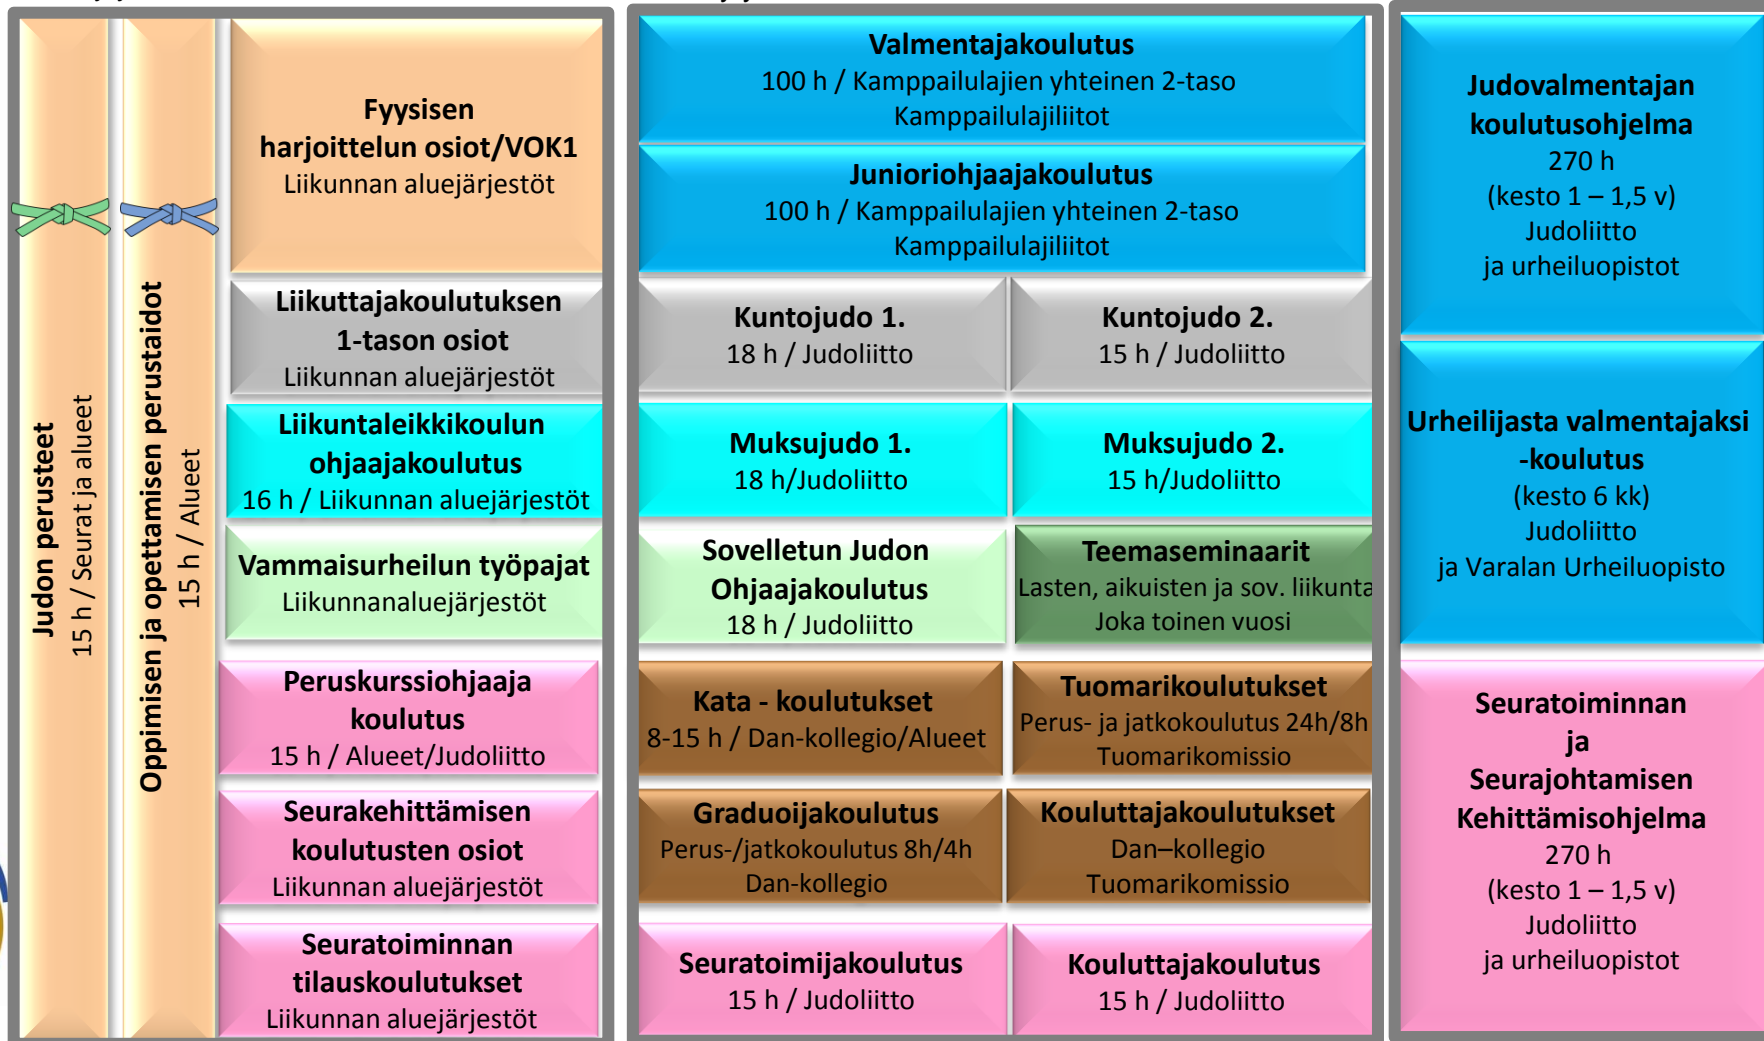 Judon perusteet
15 h / Seurat ja alueet
Oppimisen ja opettamisen perustaidot
15 h / Alueet
Fyysisen
harjoittelun osiot/VOK1
Liikunnan aluejärjestöt
Liikuttajakoulutuksen
1-tason osiot
Liikunnan aluejärjestöt
Liikuntaleikkikoulun
ohjaajakoulutus
16 h / Liikunnan aluejärjestöt
Vammaisurheilun työpajat
Liikunnanaluejärjestöt
Peruskurssiohjaaja
koulutus
15 h / Alueet/Judoliitto
Seurakehittämisen
koulutusten osiot
Liikunnan aluejärjestöt
Seuratoiminnan
tilauskoulutukset
Liikunnan aluejärjestöt
Valmentajakoulutus
100 h / Kamppailulajien yhteinen 2-taso
Kamppailulajiliitot
Junioriohjaajakoulutus
100 h / Kamppailulajien yhteinen 2-taso
Kamppailulajiliitot
Kuntojudo 1.
18 h / Judoliitto
Kuntojudo 2.
15 h / Judoliitto
Muksujudo 1.
18 h/Judoliitto
Muksujudo 2.
15 h/Judoliitto
Sovelletun Judon
Ohjaajakoulutus
18 h / Judoliitto
Teemaseminaarit
Lasten, aikuisten ja sov. liikunta
Joka toinen vuosi
Kata - koulutukset
8-15 h / Dan-kollegio/Alueet
Tuomarikoulutukset
Perus- ja jatkokoulutus 24h/8h
Tuomarikomissio
Graduoijakoulutus
Perus-/jatkokoulutus 8h/4h
Dan-kollegio
Kouluttajakoulutukset
Dan–kollegio
Tuomarikomissio
Seuratoimijakoulutus
15 h / Judoliitto
Kouluttajakoulutus
15 h / Judoliitto
Judovalmentajan
koulutusohjelma
270 h
(kesto 1 – 1,5 v)
Judoliitto
ja urheiluopistot
Urheilijasta valmentajaksi
-koulutus
(kesto 6 kk)
Judoliitto
ja Varalan Urheiluopisto
Seuratoiminnan
ja
Seurajohtamisen
Kehittämisohjelma
270 h
(kesto 1 – 1,5 v)
Judoliitto
ja urheiluopistot